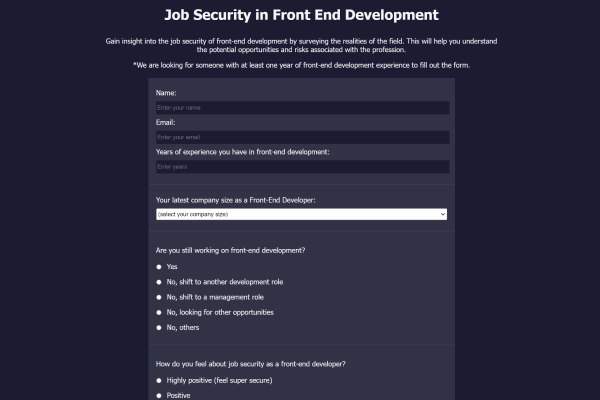 Job Security in Front End Development
Gain insight into the job security of front-end development by surveying the realities of the field. This will help you understand
the potential opportunities and risks associated with the profession.
*We are looking for someone with at least one year of front-end development experience to fill out the form.
Name:
Enter your name
Email:
Enter your email
Years of experience you have in front-end development:
Enter years
Your latest company size as a Front-End Developer:
(select your company size)
Are you still working on front-end development?
Yes
No, shift to another development role
No, shift to a management role
No, looking for other opportunities
No, others
How do you feel about job security as a front-end developer?
Highly positive (feel super secure)
Positive